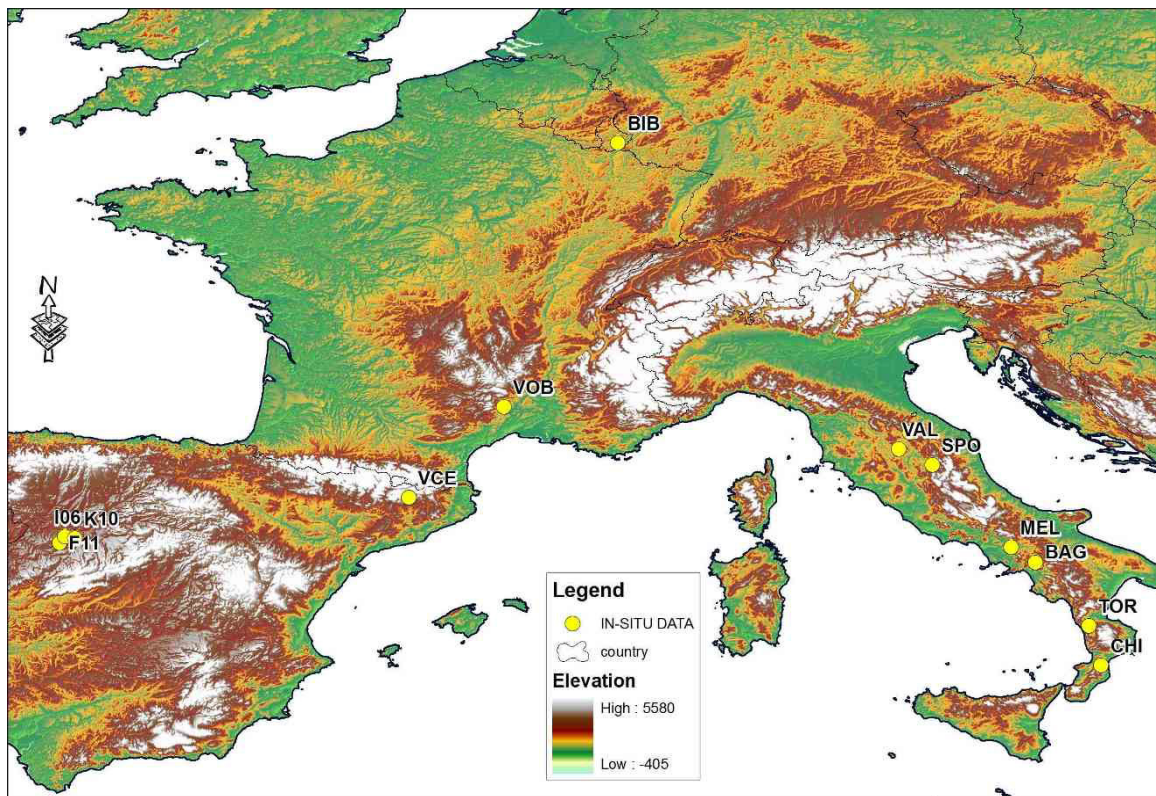 BIB
N
VOB
VAL
SPO
VCE
I06 K10
F11
MEL
BAG
TOR
CHI
Legend
IN-SITU DATA
country
Elevation
High : 5580
Low : -405